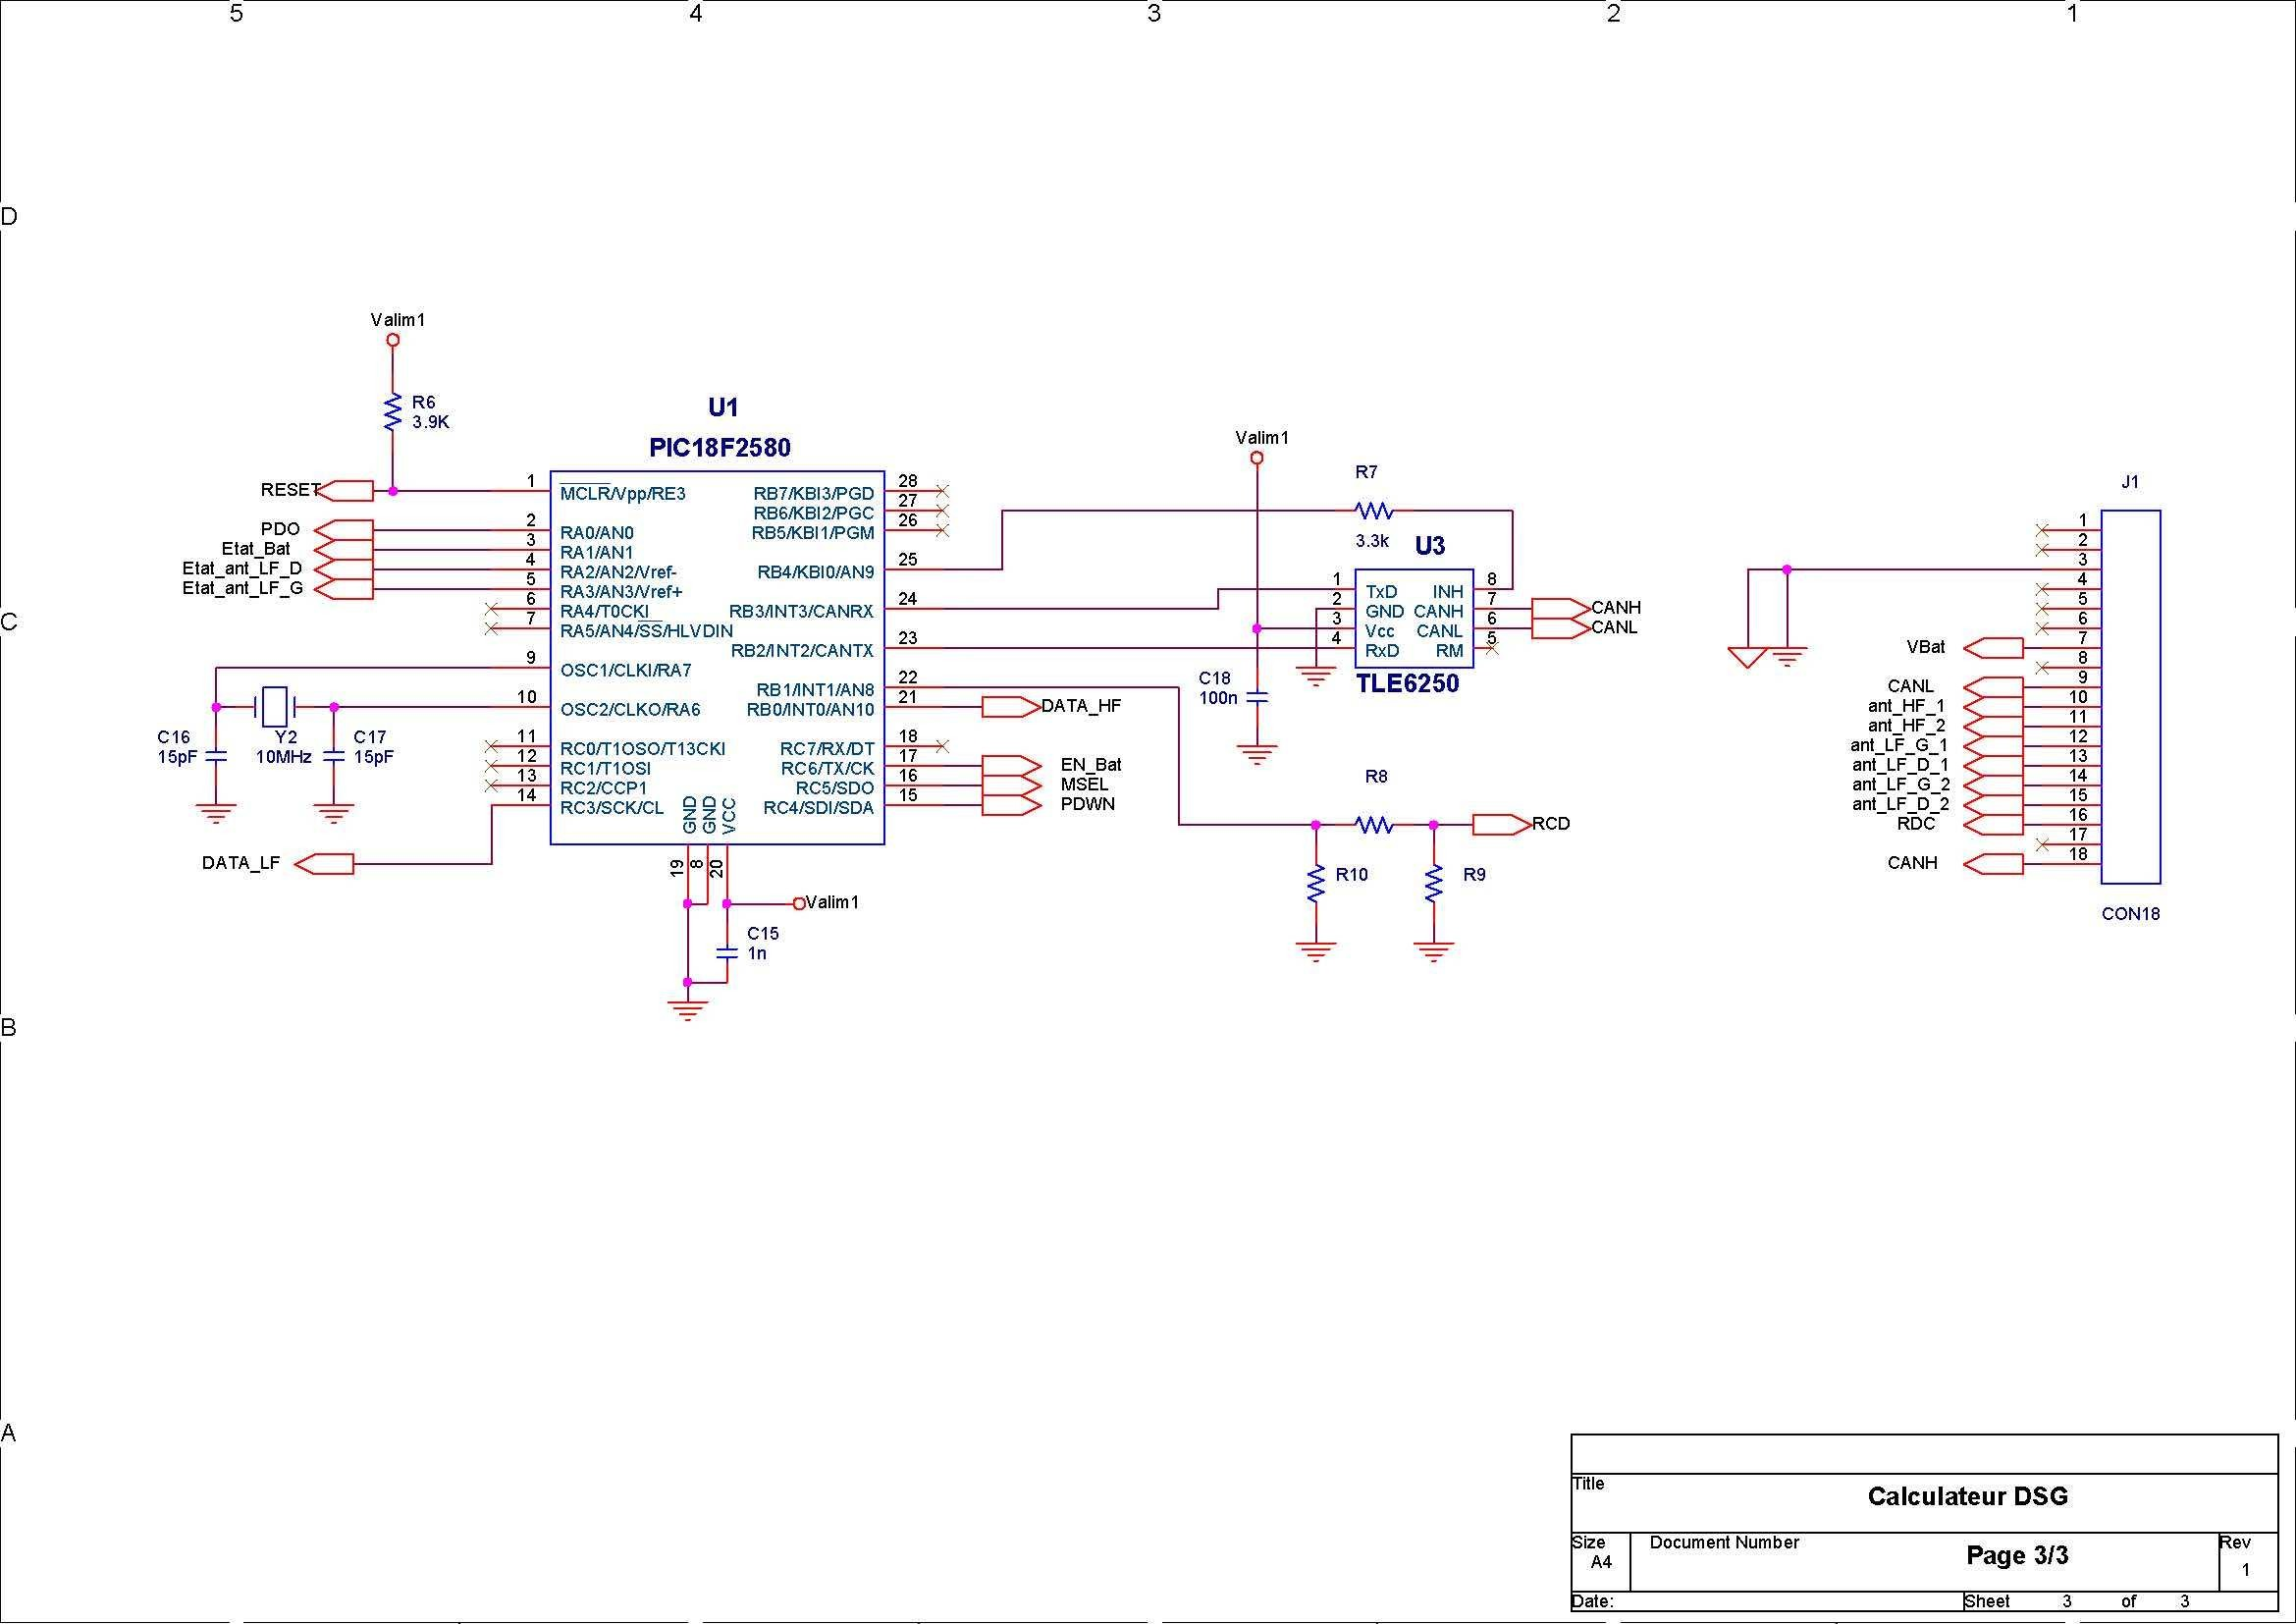 5 4 3 2 1
D
C
B
A
Valim1
R6
3.9K
U1
PIC18F2580
RESET
PDO
Etat_Bat
Etat_ant_LF_D
Etat_ant_LF_G
1 MCLR/Vpp/RE3
2 RA0/AN0
3 RA1/AN1
4 RA2/AN2/Vref-
5 RA3/AN3/Vref+
6 RA4/T0CKI
7 RA5/AN4/SS/HLVDIN
9 OSC1/CLKI/RA7
10 OSC2/CLKO/RA6
11 RC0/T1OSO/T13CKI
12 RC1/T1OSI
13 RC2/CCP1
14 RC3/SCK/CL
RB7/KBI3/PGD 28
RB6/KBI2/PGC 27
RB5/KBI1/PGM 26
RB4/KBI0/AN9 25
RB3/INT3/CANRX 24
RB2/INT2/CANTX 23
RB1/INT1/AN8 22
RB0/INT0/AN10 21
RC7/RX/DT 18
RC6/TX/CK 17
RC5/SDO 16
RC4/SDI/SDA 15
GND GND VCC
19 8 20
C16
15pF
Y2
10MHz
C17
15pF
DATA_LF
Valim1
C15
1n
DATA_HF
EN_Bat
MSEL
PDWN
Valim1
C18
100n
R7
3.3k
U3
1 TxD
2 GND
3 Vcc
4 RxD
INH 8
CANH 7
CANL 6
RM 5
TLE6250
CANH
CANL
R8
RCD
R10
R9
J1
1
2
3
4
5
6
VBat 7
8
CANL 9
ant_HF_1 10
ant_HF_2 11
ant_LF_G_1 12
ant_LF_D_1 13
ant_LF_G_2 14
ant_LF_D_2 15
RDC 16
17
CANH 18
CON18
Title
Calculateur DSG
Size
A4
Document Number
Page 3/3
Rev
1
Date:
Sheet 3 of 3